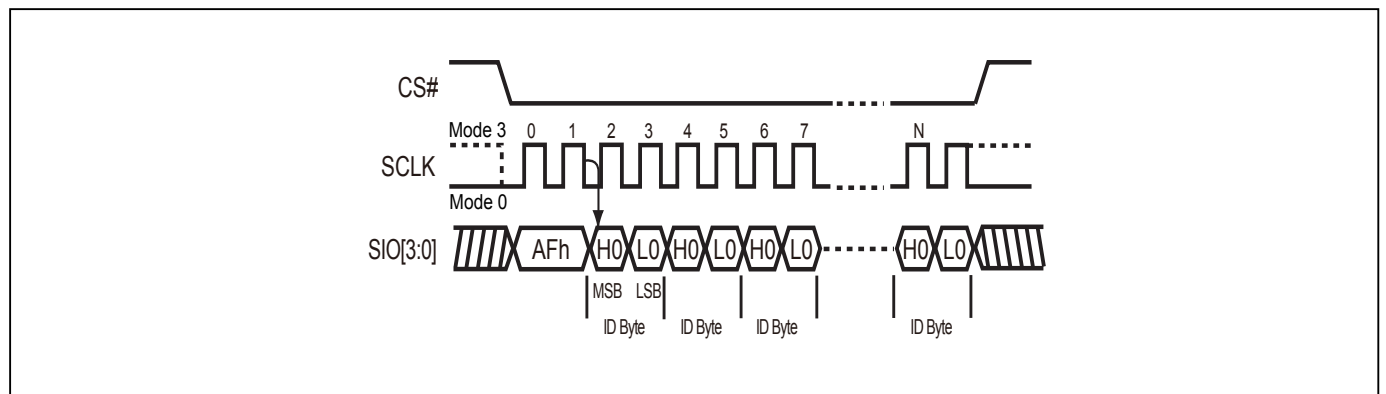 CS#
Mode 3 0 1 2 3 4 5 6 7 N
SCLK
Mode 0
SIO[3:0] AFh H0 L0 H0 L0 H0 L0 H0 L0
MSB LSB
ID Byte ID Byte ID Byte ID Byte